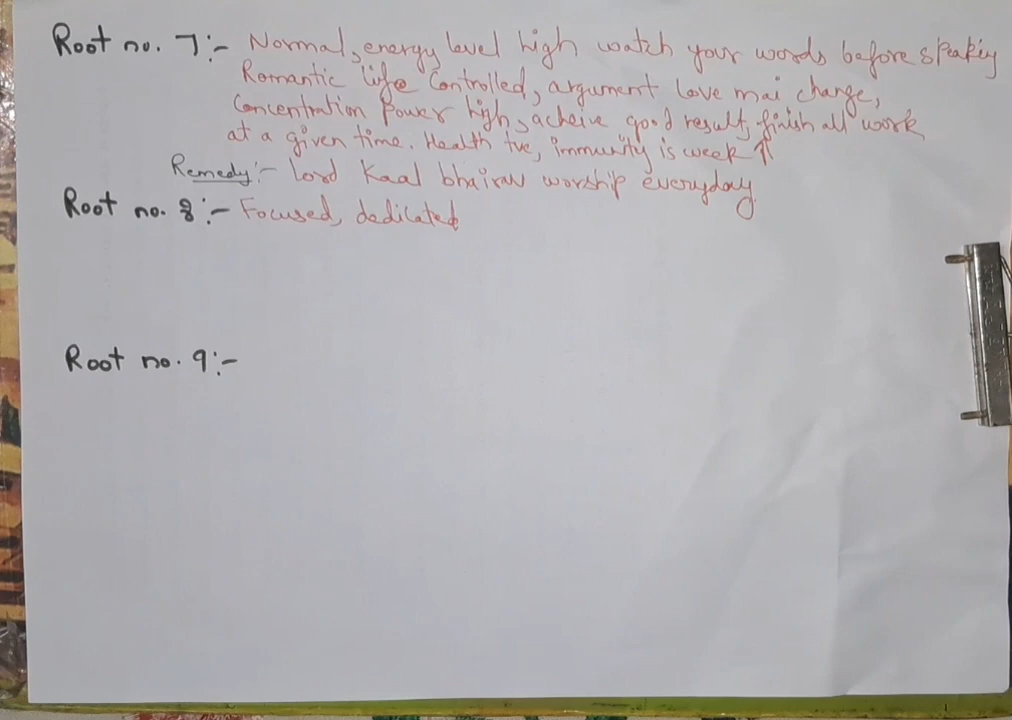 Root no. 7:- Normal, energy level high watch your words before speaking
Romantic life controlled, argument love mai change,
Concentration Power high, acheive good result, finish all work
at a given time. Health tve, immunity is week ↑
Remedy:- Lord Kaal bhairav worship everyday.
Root no. 8:- Focused, dedicated
Root no. 9:-